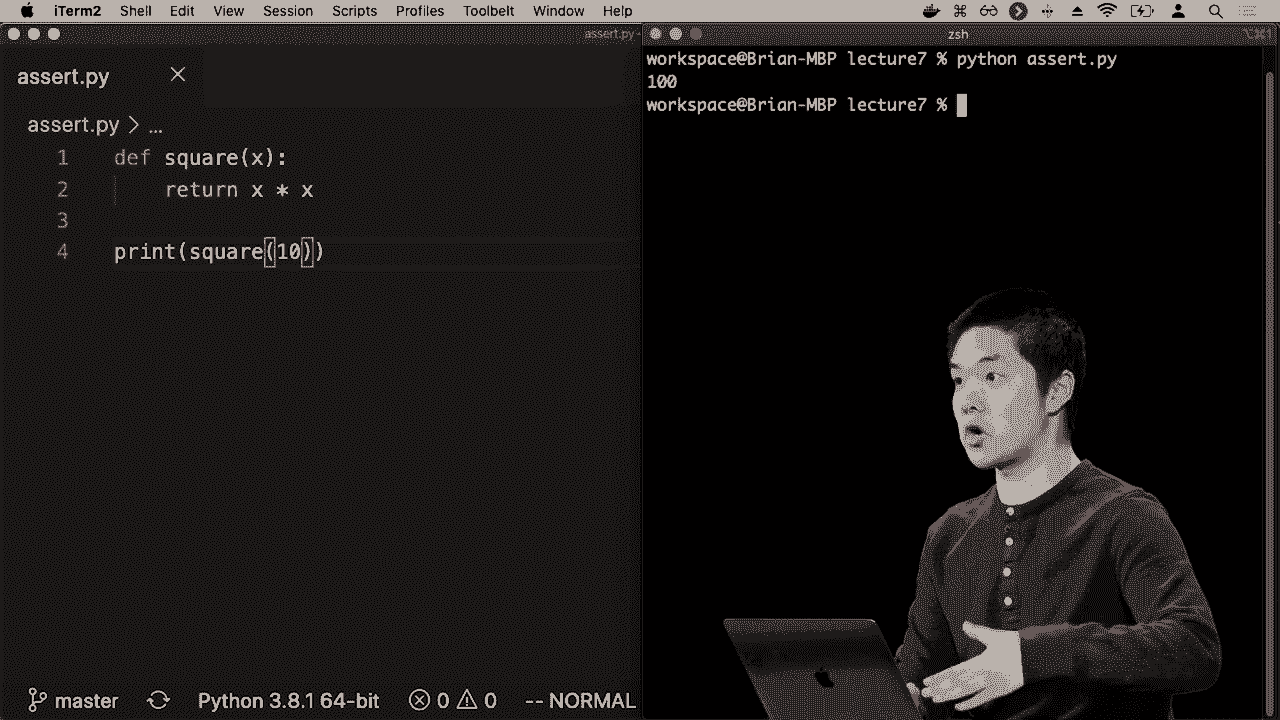 iTerm2 Shell Edit View Session Scripts Profiles Toolbelt Window Help
assert.py
zsh
assert.py
assert.py > ...
1 def square(x):
2 return x * x
3
4 print(square(10))
master Python 3.8.1 64-bit 0 0 -- NORMAL
workspace@Brian-MBP lecture7 % python assert.py
100
workspace@Brian-MBP lecture7 %